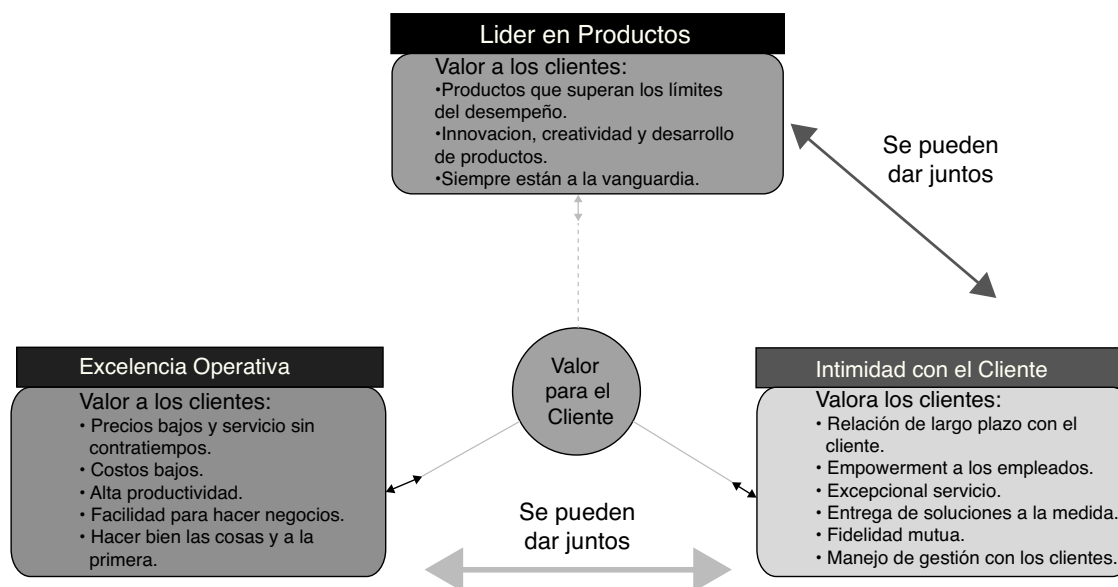 Lider en Productos
Valor a los clientes:
•Productos que superan los límites
del desempeño.
•Innovacion, creatividad y desarrollo
de productos.
•Siempre están a la vanguardia.
Se pueden
dar juntos
Excelencia Operativa
Valor a los clientes:
• Precios bajos y servicio sin
contratiempos.
• Costos bajos.
• Alta productividad.
• Facilidad para hacer negocios.
• Hacer bien las cosas y a la
primera.
Valor
para el
Cliente
Intimidad con el Cliente
Valora los clientes:
• Relación de largo plazo con el
cliente.
• Empowerment a los empleados.
• Excepcional servicio.
• Entrega de soluciones a la medida.
• Fidelidad mutua.
• Manejo de gestión con los clientes.
Se pueden
dar juntos